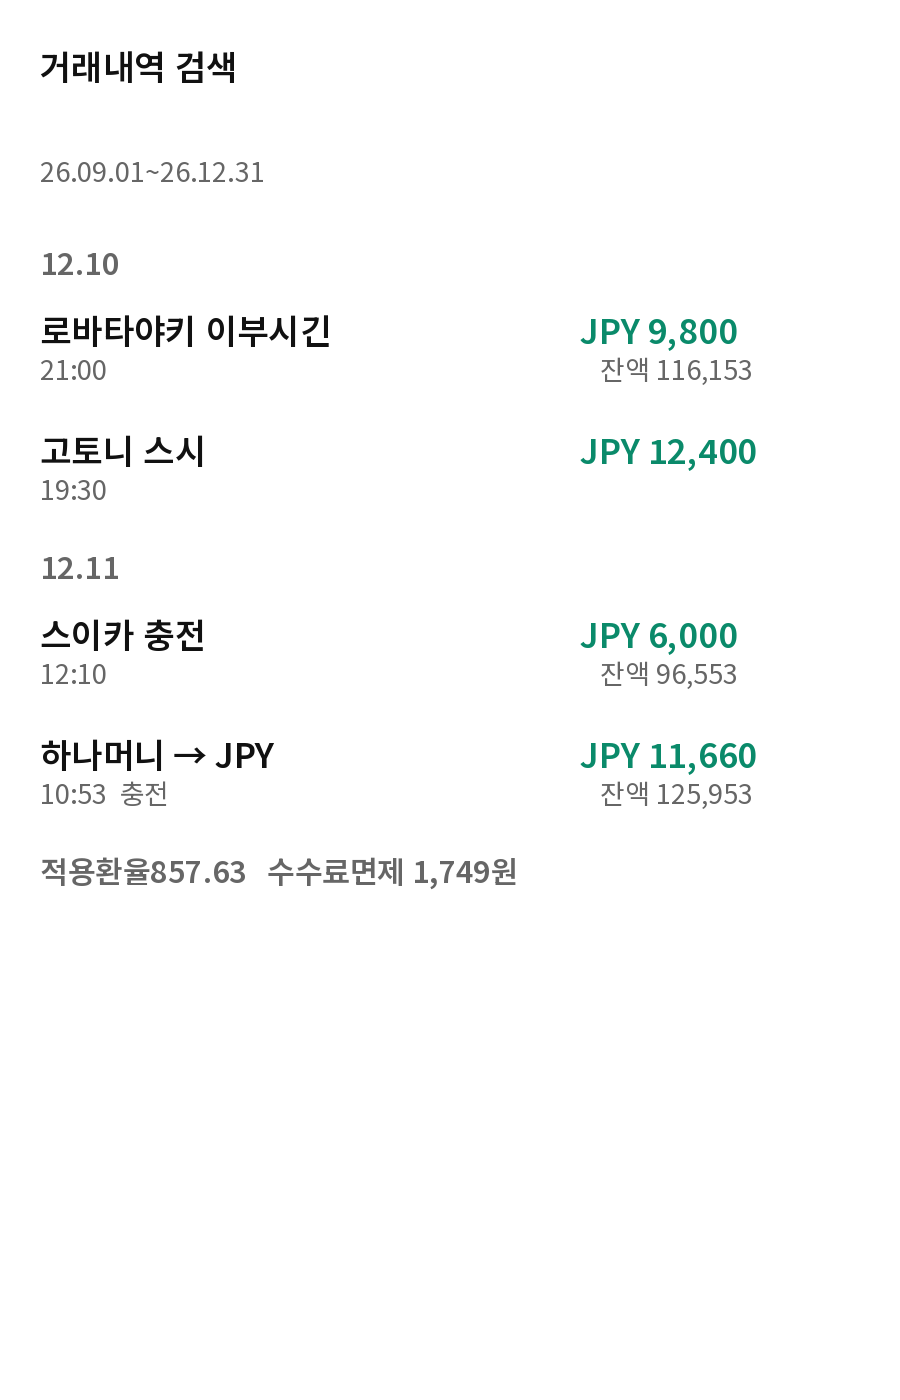 거래내역 검색
26.09.01~26.12.31
12.10
로바타야키 이부시긴 JPY 9,800
21:00 잔액 116,153
고토니 스시 JPY 12,400
19:30
12.11
스이카 충전 JPY 6,000
12:10 잔액 96,553
하나머니 → JPY JPY 11,660
10:53 충전 잔액 125,953
적용환율857.63 수수료면제 1,749원